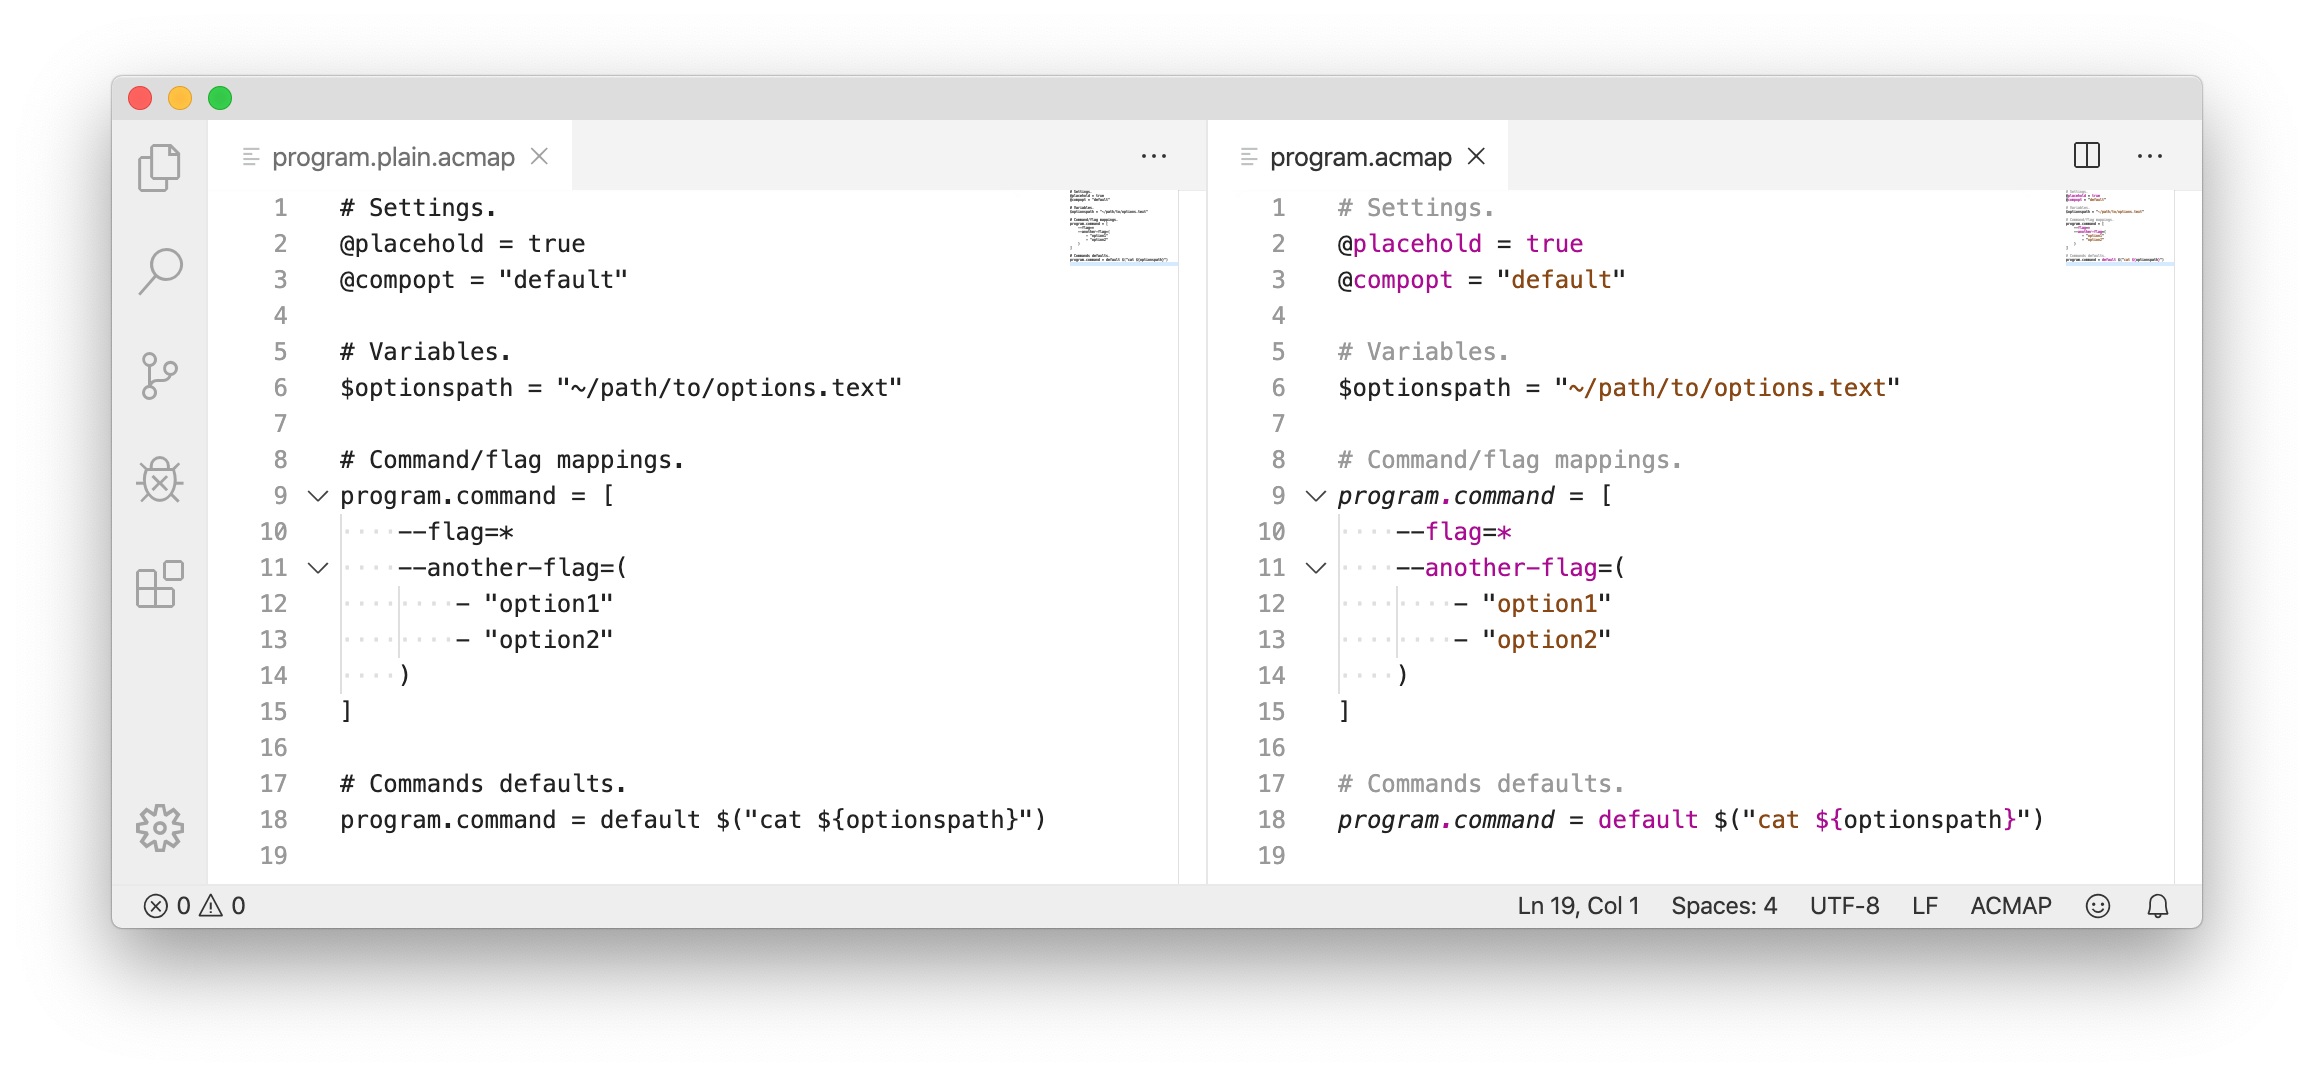 program.plain.acmap
1 # Settings.
2 @placehold = true
3 @compopt = "default"
4
5 # Variables.
6 $optionspath = "~/path/to/options.text"
7
8 # Command/flag mappings.
9 program.command = [
10 ····--flag=*
11 ····--another-flag=(
12 ········- "option1"
13 ········- "option2"
14 ····)
15 ]
16
17 # Commands defaults.
18 program.command = default $("cat ${optionspath}")
19
program.acmap
1 # Settings.
2 @placehold = true
3 @compopt = "default"
4
5 # Variables.
6 $optionspath = "~/path/to/options.text"
7
8 # Command/flag mappings.
9 program.command = [
10 ····--flag=*
11 ····--another-flag=(
12 ········- "option1"
13 ········- "option2"
14 ····)
15 ]
16
17 # Commands defaults.
18 program.command = default $("cat ${optionspath}")
19
0 0 Ln 19, Col 1 Spaces: 4 UTF-8 LF ACMAP